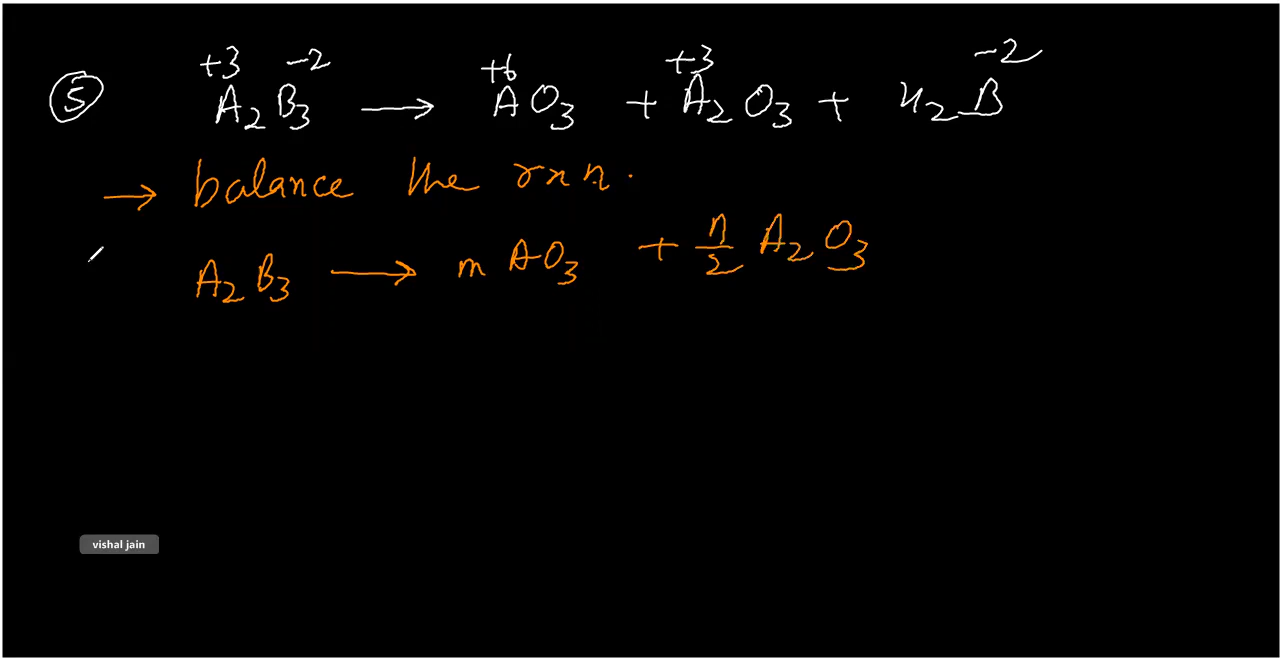 +3 -2 +6 +3 -2
⑤ A₂B₃ ⟶ AO₃ + A₂O₃ + H₂B
→ balance the rxn.
A₂B₃ ⟶ m AO₃ + n/2 A₂O₃
vishal jain